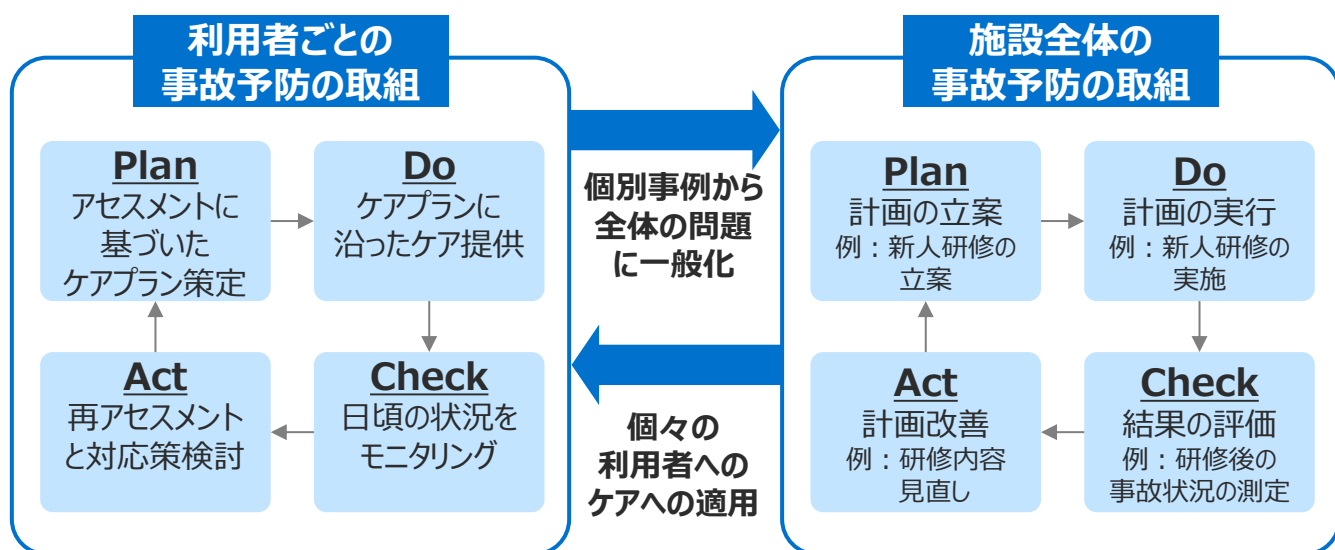 利用者ごとの
事故予防の取組
Plan
アセスメントに
基づいた
ケアプラン策定
Do
ケアプランに
沿ったケア提供
Act
再アセスメント
と対応策検討
Check
日頃の状況を
モニタリング
個別事例から
全体の問題
に一般化
個々の
利用者への
ケアへの適用
施設全体の
事故予防の取組
Plan
計画の立案
例：新人研修の
立案
Do
計画の実行
例：新人研修の
実施
Act
計画改善
例：研修内容
見直し
Check
結果の評価
例：研修後の
事故状況の測定